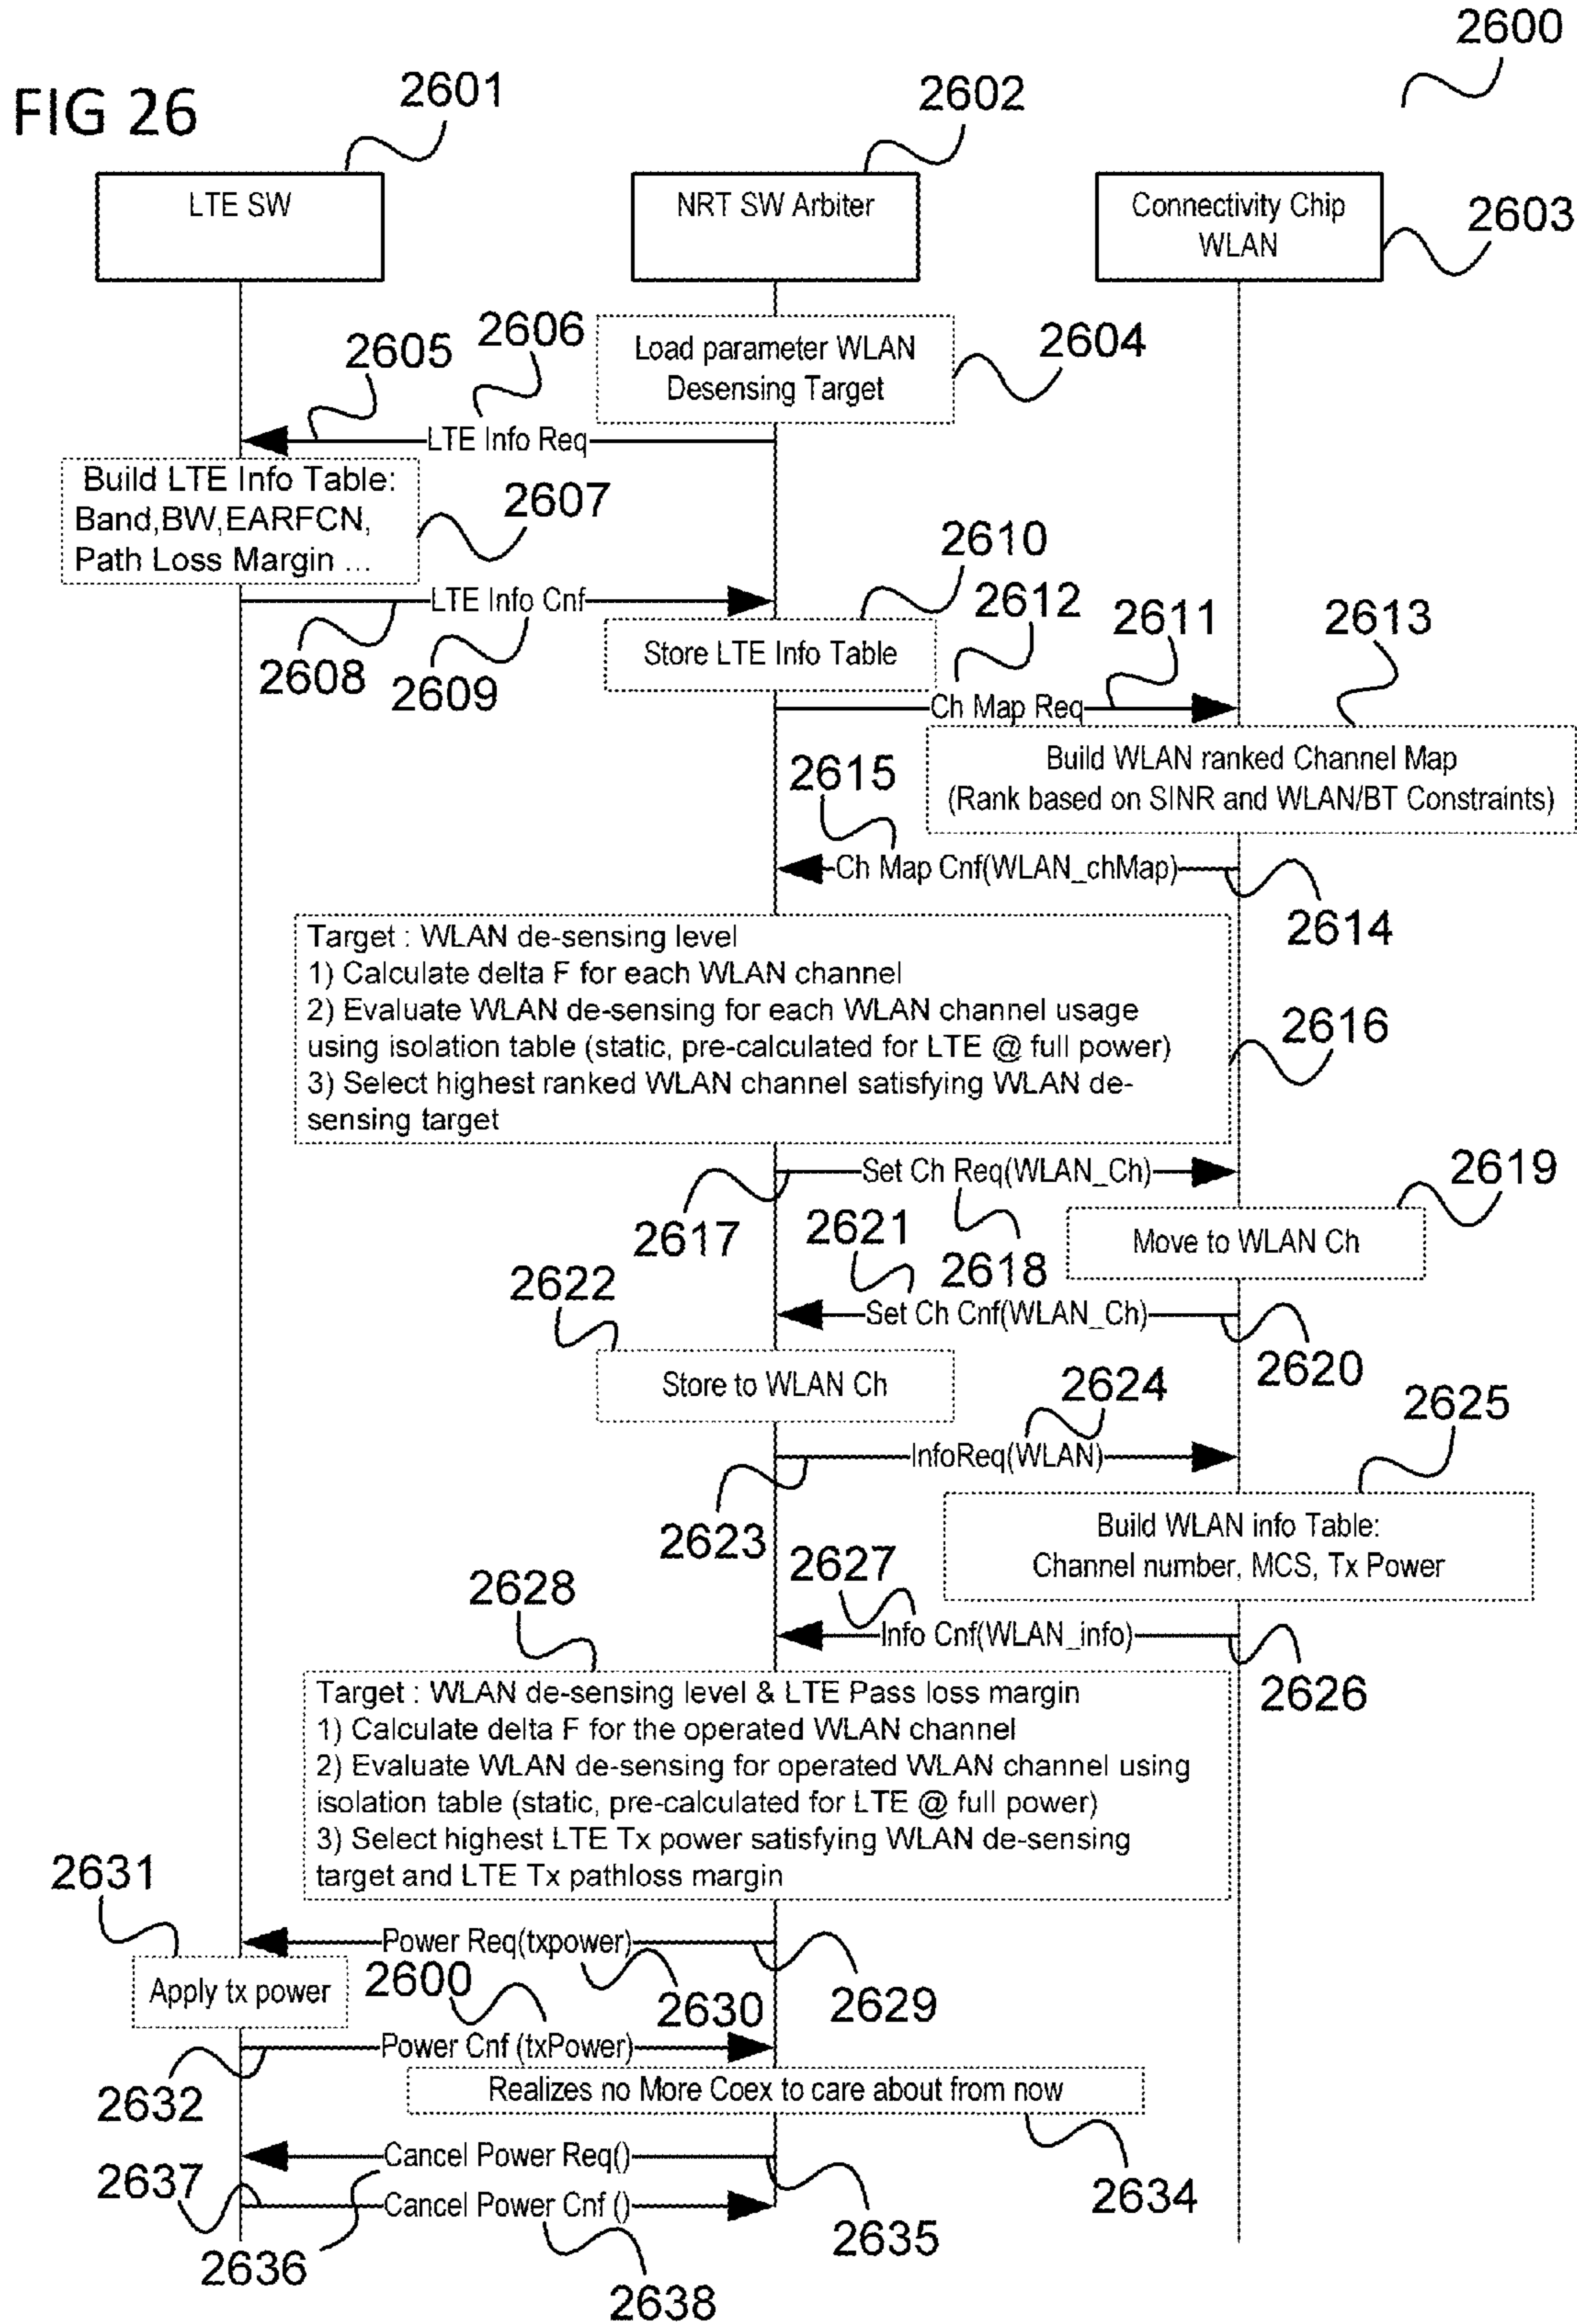 2600
FIG 26
2601
2602
LTE SW
NRT SW Arbiter
Connectivity Chip
WLAN
2603
2605
2606
Load parameter WLAN
Desensing Target
2604
LTE Info Req
Build LTE Info Table:
Band,BW,EARFCN,
Path Loss Margin ...
2607
2610
LTE Info Cnf
2612
2611
2613
2608
2609
Store LTE Info Table
Ch Map Req
2615
Build WLAN ranked Channel Map
(Rank based on SINR and WLAN/BT Constraints)
Ch Map Cnf(WLAN_chMap)
2614
Target : WLAN de-sensing level
1) Calculate delta F for each WLAN channel
2) Evaluate WLAN de-sensing for each WLAN channel usage
using isolation table (static, pre-calculated for LTE @ full power)
3) Select highest ranked WLAN channel satisfying WLAN de-
sensing target
2616
Set Ch Req(WLAN_Ch)
2619
2617
2621
2618
Move to WLAN Ch
2622
Set Ch Cnf(WLAN_Ch)
2620
Store to WLAN Ch
2624
2625
InfoReq(WLAN)
2623
Build WLAN info Table:
Channel number, MCS, Tx Power
2627
2628
Info Cnf(WLAN_info)
2626
Target : WLAN de-sensing level & LTE Pass loss margin
1) Calculate delta F for the operated WLAN channel
2) Evaluate WLAN de-sensing for operated WLAN channel using
isolation table (static, pre-calculated for LTE @ full power)
3) Select highest LTE Tx power satisfying WLAN de-sensing
target and LTE Tx pathloss margin
2631
Power Req(txpower)
Apply tx power
2600
2630
2629
Power Cnf (txPower)
2632
Realizes no More Coex to care about from now
Cancel Power Req()
2637
2634
Cancel Power Cnf ()
2636
2635
2638